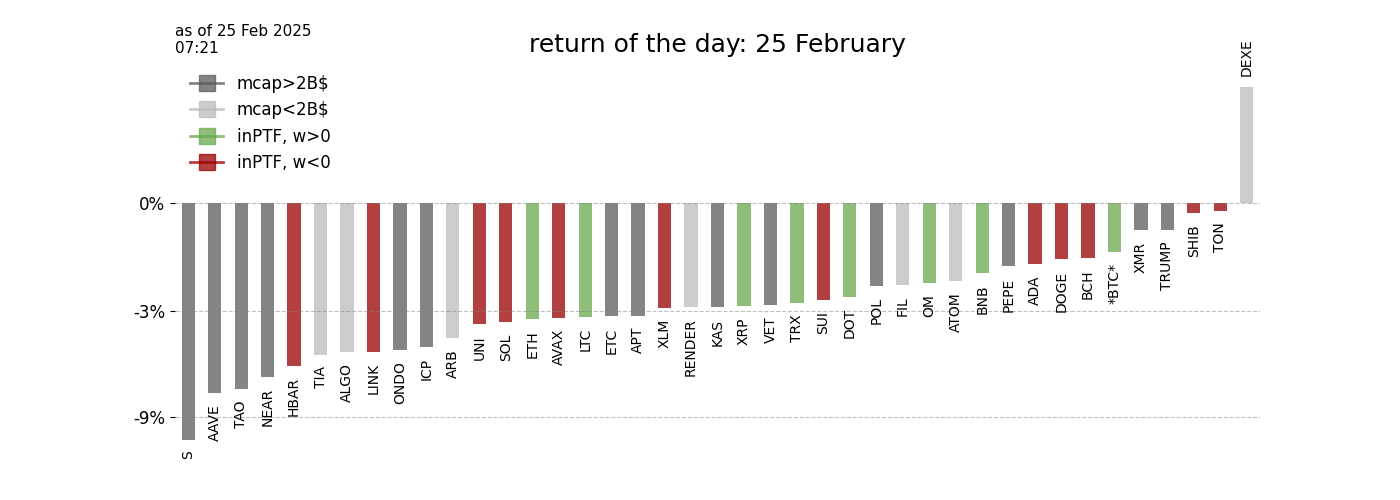 as of 25 Feb 2025
07:21
return of the day: 25 February
mcap>2B$
mcap<2B$
inPTF, w>0
inPTF, w<0
0%
-3%
-9%
S
AAVE
TAO
NEAR
HBAR
TIA
ALGO
LINK
ONDO
ICP
ARB
UNI
SOL
ETH
AVAX
LTC
ETC
APT
XLM
RENDER
KAS
XRP
VET
TRX
SUI
DOT
POL
FIL
OM
ATOM
BNB
PEPE
ADA
DOGE
BCH
*BTC*
XMR
TRUMP
SHIB
TON
DEXE